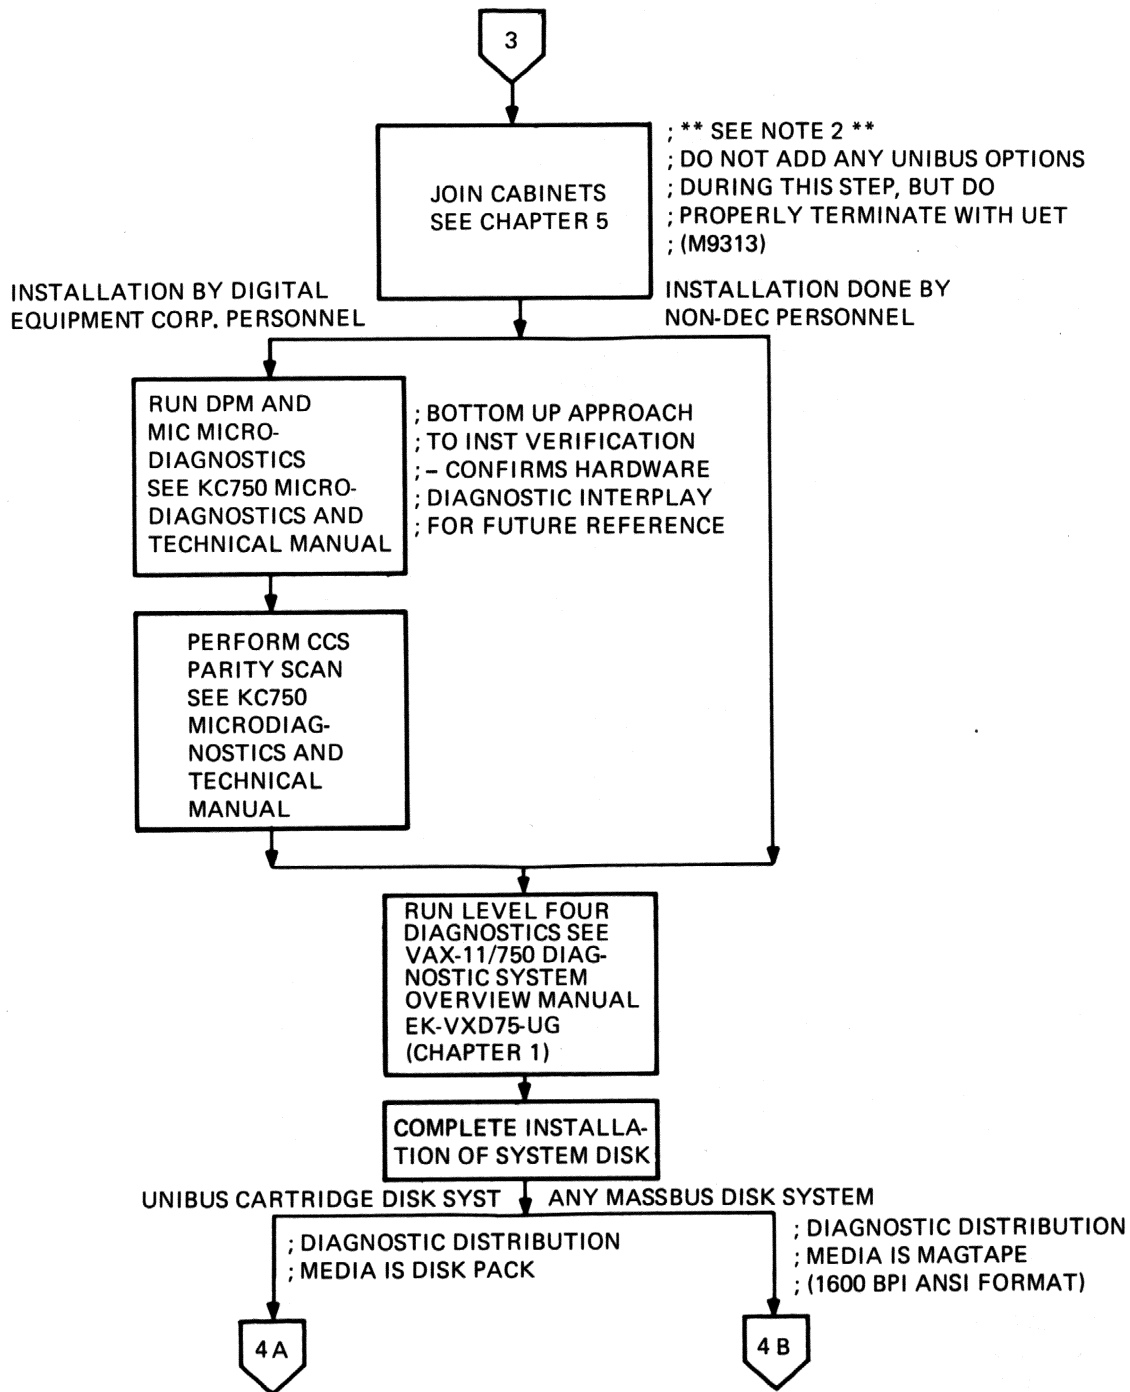 3
JOIN CABINETS
SEE CHAPTER 5
; ** SEE NOTE 2 **
; DO NOT ADD ANY UNIBUS OPTIONS
; DURING THIS STEP, BUT DO
; PROPERLY TERMINATE WITH UET
; (M9313)
INSTALLATION BY DIGITAL
EQUIPMENT CORP. PERSONNEL
INSTALLATION DONE BY
NON-DEC PERSONNEL
RUN DPM AND
MIC MICRO-
DIAGNOSTICS
SEE KC750 MICRO-
DIAGNOSTICS AND
TECHNICAL MANUAL
; BOTTOM UP APPROACH
; TO INST VERIFICATION
; – CONFIRMS HARDWARE
; DIAGNOSTIC INTERPLAY
; FOR FUTURE REFERENCE
PERFORM CCS
PARITY SCAN
SEE KC750
MICRODIAG-
NOSTICS AND
TECHNICAL
MANUAL
RUN LEVEL FOUR
DIAGNOSTICS SEE
VAX-11/750 DIAG-
NOSTIC SYSTEM
OVERVIEW MANUAL
EK-VXD75-UG
(CHAPTER 1)
COMPLETE INSTALLA-
TION OF SYSTEM DISK
UNIBUS CARTRIDGE DISK SYST
ANY MASSBUS DISK SYSTEM
; DIAGNOSTIC DISTRIBUTION
; MEDIA IS DISK PACK
; DIAGNOSTIC DISTRIBUTION
; MEDIA IS MAGTAPE
; (1600 BPI ANSI FORMAT)
4A
4B